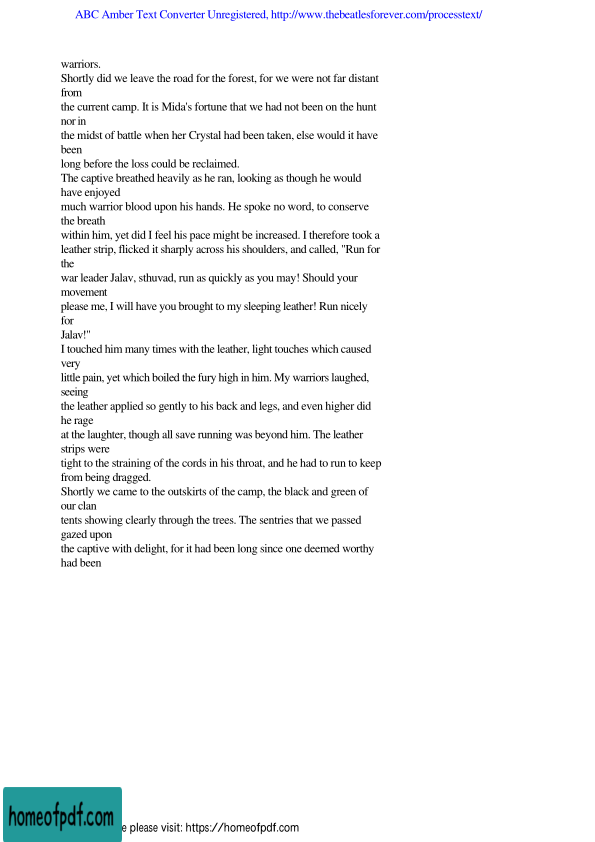 ABC Amber Text Converter Unregistered, http://www.thebeatlesforever.com/processtext/
warriors.
Shortly did we leave the road for the forest, for we were not far distant
from
the current camp. It is Mida's fortune that we had not been on the hunt
nor in
the midst of battle when her Crystal had been taken, else would it have
been
long before the loss could be reclaimed.
The captive breathed heavily as he ran, looking as though he would
have enjoyed
much warrior blood upon his hands. He spoke no word, to conserve
the breath
within him, yet did I feel his pace might be increased. I therefore took a
leather strip, flicked it sharply across his shoulders, and called, "Run for
the
war leader Jalav, sthuvad, run as quickly as you may! Should your
movement
please me, I will have you brought to my sleeping leather! Run nicely
for
Jalav!"
I touched him many times with the leather, light touches which caused
very
little pain, yet which boiled the fury high in him. My warriors laughed,
seeing
the leather applied so gently to his back and legs, and even higher did
he rage
at the laughter, though all save running was beyond him. The leather
strips were
tight to the straining of the cords in his throat, and he had to run to keep
from being dragged.
Shortly we came to the outskirts of the camp, the black and green of
our clan
tents showing clearly through the trees. The sentries that we passed
gazed upon
the captive with delight, for it had been long since one deemed worthy
had been
homeofpdf.com
e please visit: https://homeofpdf.com